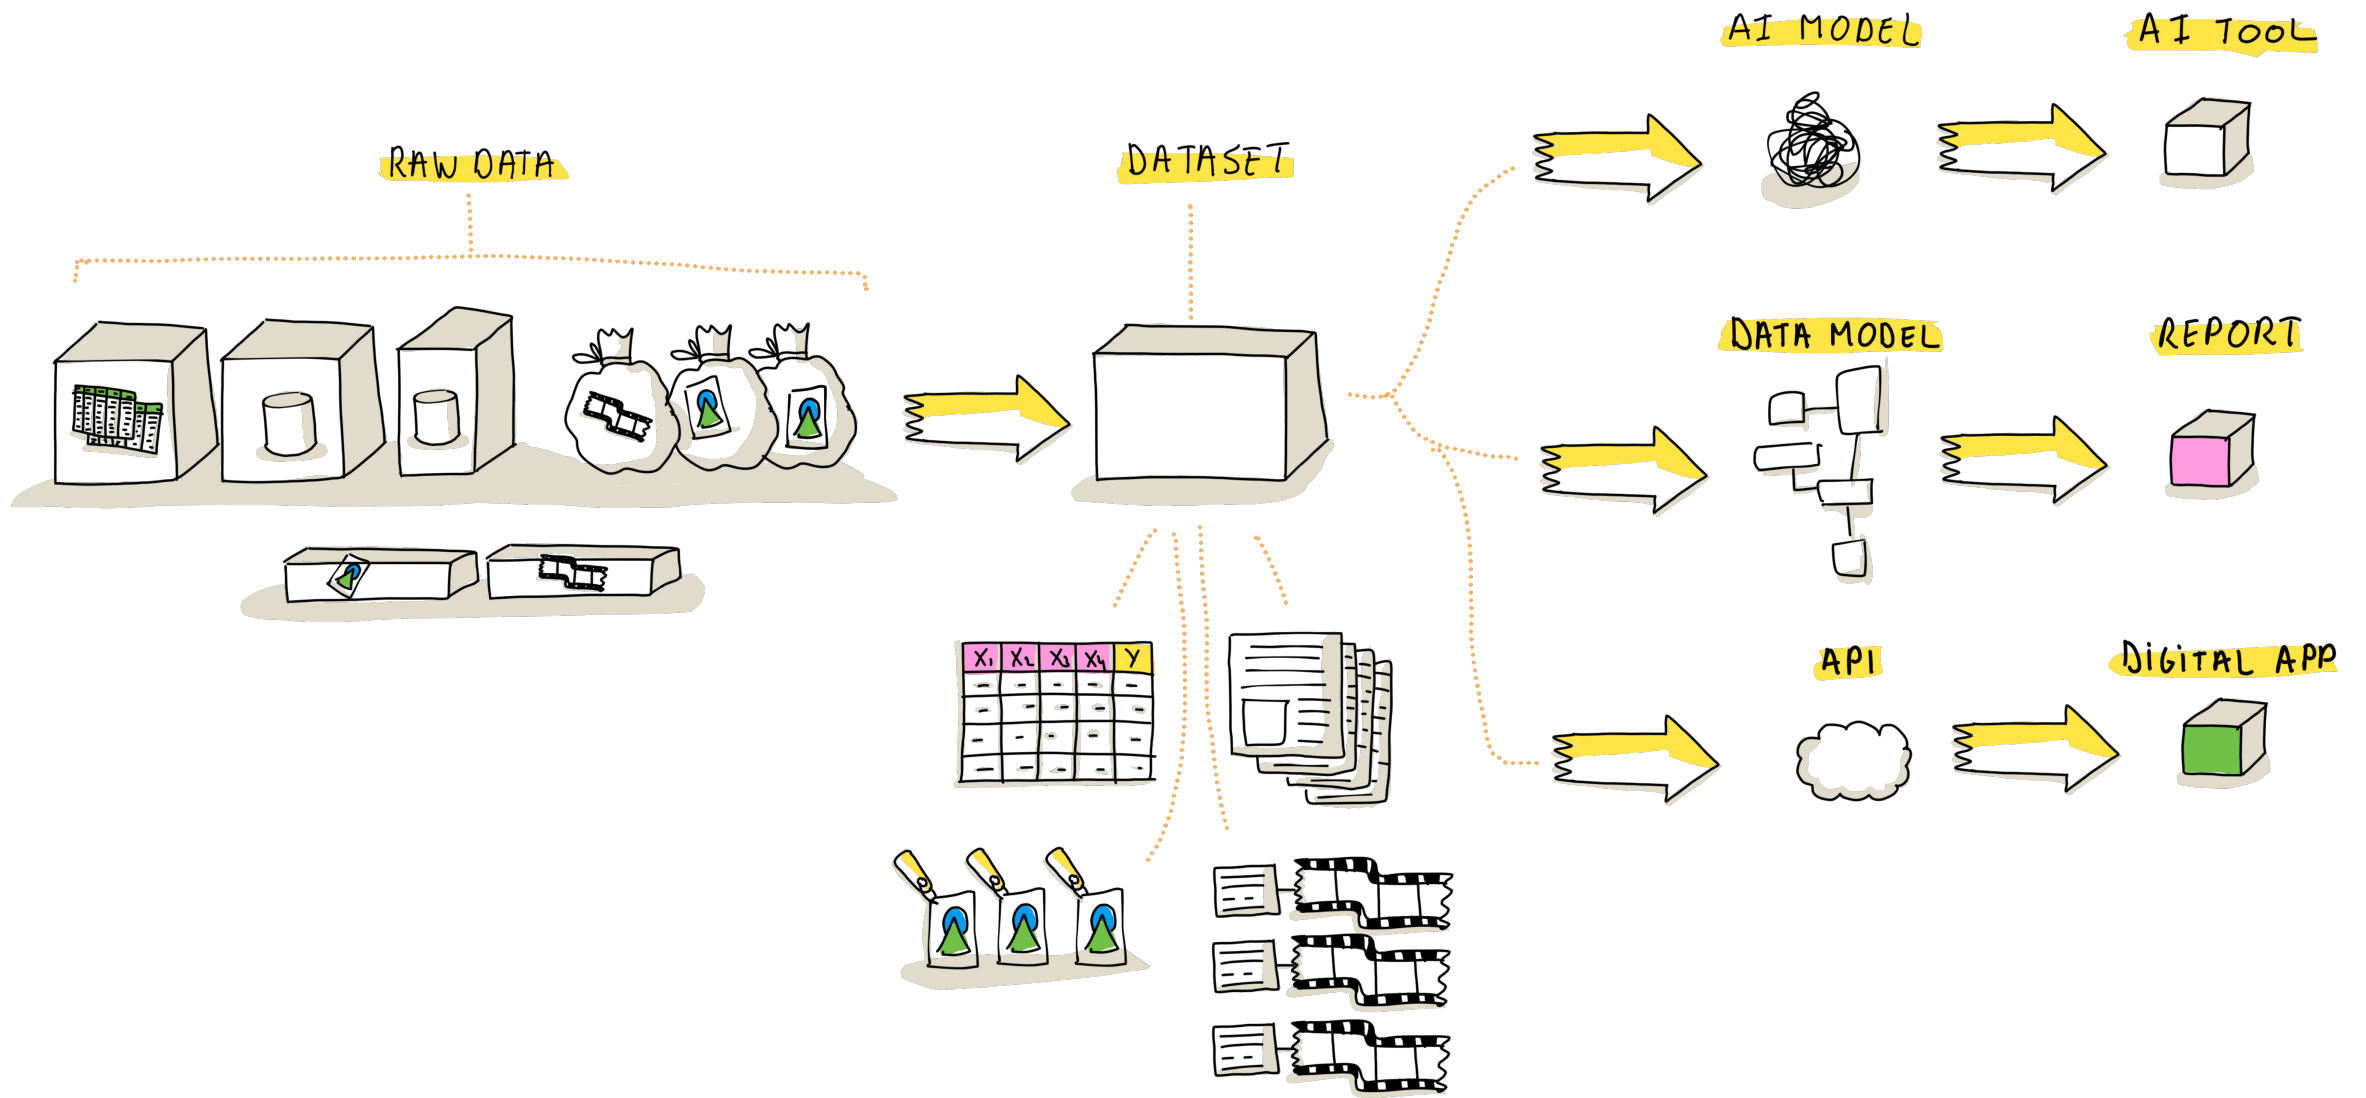 RAW DATA
DATASET
AI MODEL
AI TOOL
DATA MODEL
REPORT
API
DIGITAL APP
X1 X2 X3 X4 Y